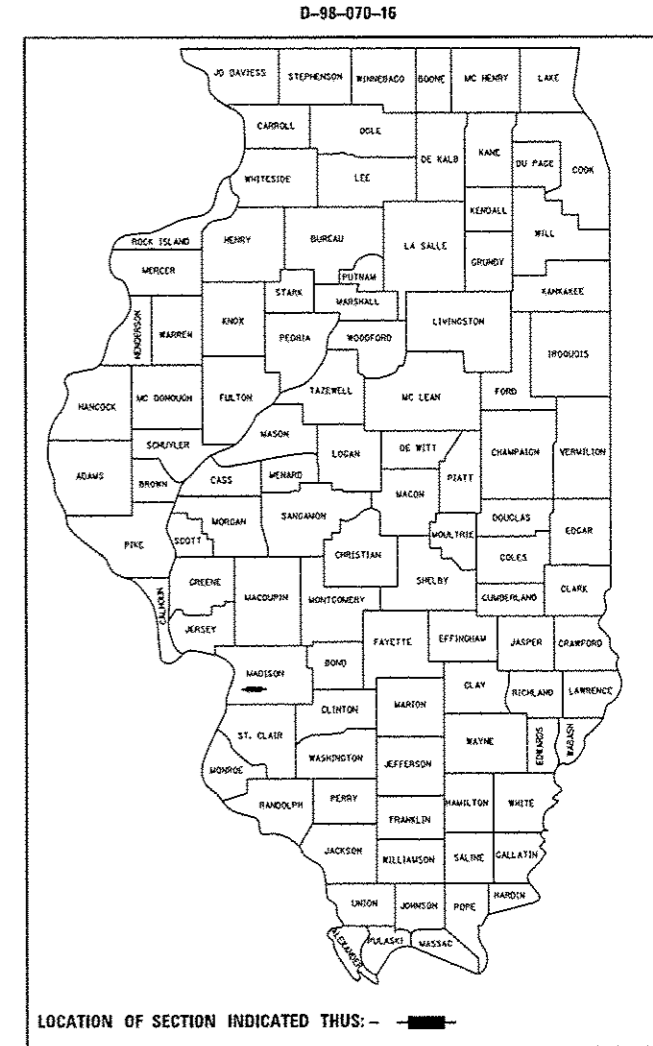 D-98-070-16
JO DAVIESS
STEPHENSON
WINNEBAGO
BOONE
MC HENRY
LAKE
CARROLL
OGLE
DE KALB
KANE
DU PAGE
COOK
WHITESIDE
LEE
KENDALL
WILL
ROCK ISLAND
HENRY
BUREAU
LA SALLE
GRUNDY
MERCER
PUTNAM
KANKAKEE
STARK
MARSHALL
HENDERSON
WARREN
KNOX
PEORIA
WOODFORD
LIVINGSTON
IROQUOIS
HANCOCK
MC DONOUGH
FULTON
TAZEWELL
MC LEAN
FORD
SCHUYLER
MASON
LOGAN
DE WITT
CHAMPAIGN
VERMILION
ADAMS
BROWN
CASS
MENARD
MACON
PIATT
PIKE
SCOTT
MORGAN
SANGAMON
CHRISTIAN
MOULTRIE
DOUGLAS
EDGAR
COLES
CALHOUN
GREENE
MACOUPIN
MONTGOMERY
SHELBY
CUMBERLAND
CLARK
JERSEY
FAYETTE
EFFINGHAM
JASPER
CRAWFORD
MADISON
BOND
CLAY
RICHLAND
LAWRENCE
CLINTON
MARION
ST. CLAIR
WAYNE
EDWARDS
WABASH
MONROE
WASHINGTON
JEFFERSON
RANDOLPH
PERRY
HAMILTON
WHITE
FRANKLIN
JACKSON
WILLIAMSON
SALINE
GALLATIN
UNION
JOHNSON
POPE
HARDIN
ALEXANDER
PULASKI
MASSAC
LOCATION OF SECTION INDICATED THUS:-